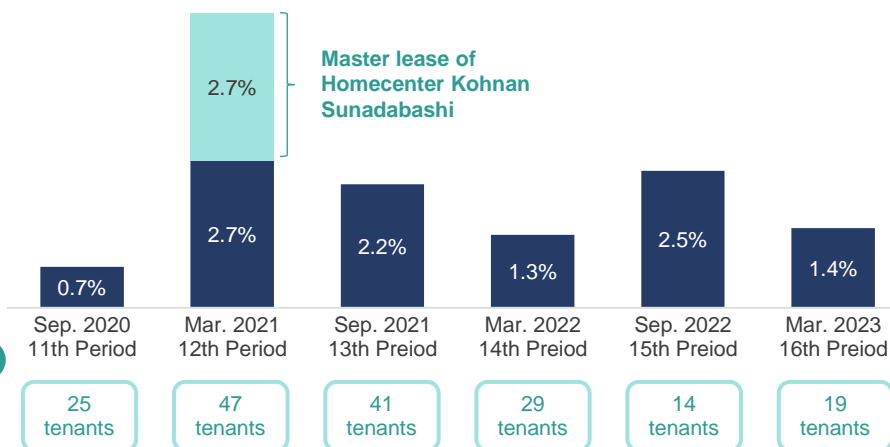 2.7%
Master lease of
Homecenter Kohnan
Sunadabashi
2.7%
0.7%
2.2%
1.3%
2.5%
1.4%
Sep. 2020
11th Period
Mar. 2021
12th Period
Sep. 2021
13th Preiod
Mar. 2022
14th Preiod
Sep. 2022
15th Preiod
Mar. 2023
16th Preiod
25
tenants
47
tenants
41
tenants
29
tenants
14
tenants
19
tenants